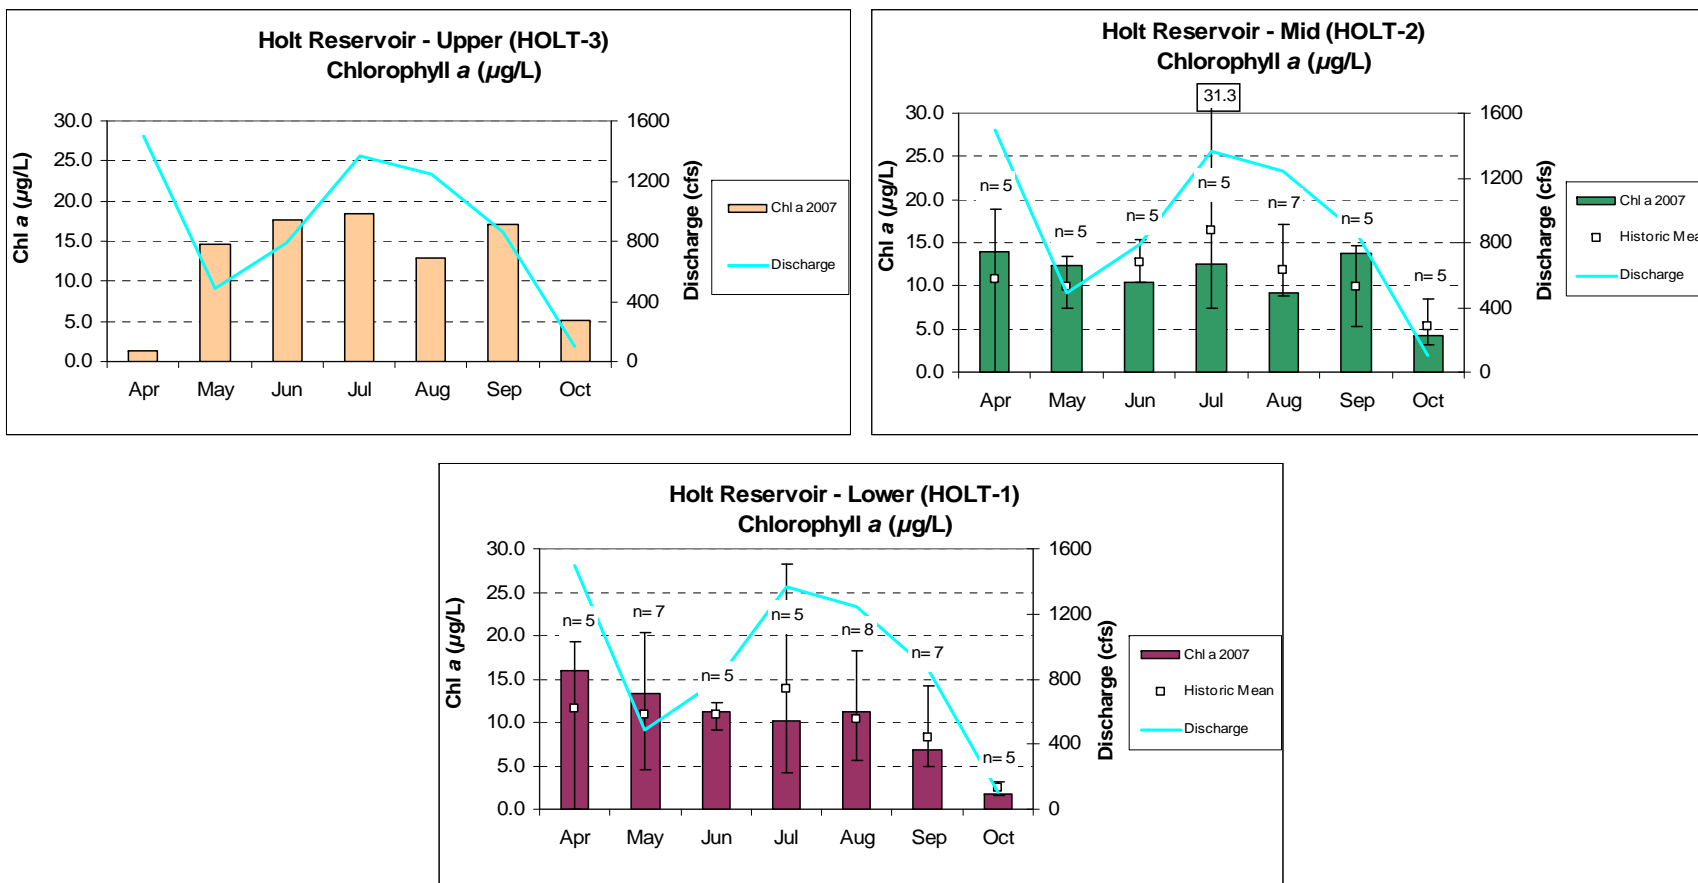 Holt Reservoir - Upper (HOLT-3)
Chlorophyll a (µg/L)
Chl a (µg/L)
30.0
25.0
20.0
15.0
10.0
5.0
0.0
1600
1200
800
400
0
Discharge (cfs)
Apr May Jun Jul Aug Sep Oct
Chl a 2007
Discharge
Holt Reservoir - Mid (HOLT-2)
Chlorophyll a (µg/L)
31.3
Chl a (µg/L)
30.0
25.0
20.0
15.0
10.0
5.0
0.0
n= 5 n= 5 n= 5 n= 5 n= 7 n= 5 n= 5
1600
1200
800
400
0
Discharge (cfs)
Apr May Jun Jul Aug Sep Oct
Chl a 2007
Historic Mean
Discharge
Holt Reservoir - Lower (HOLT-1)
Chlorophyll a (µg/L)
Chl a (µg/L)
30.0
25.0
20.0
15.0
10.0
5.0
0.0
n= 5 n= 7 n= 5 n= 5 n= 8 n= 7 n= 5
1600
1200
800
400
0
Discharge (cfs)
Apr May Jun Jul Aug Sep Oct
Chl a 2007
Historic Mean
Discharge